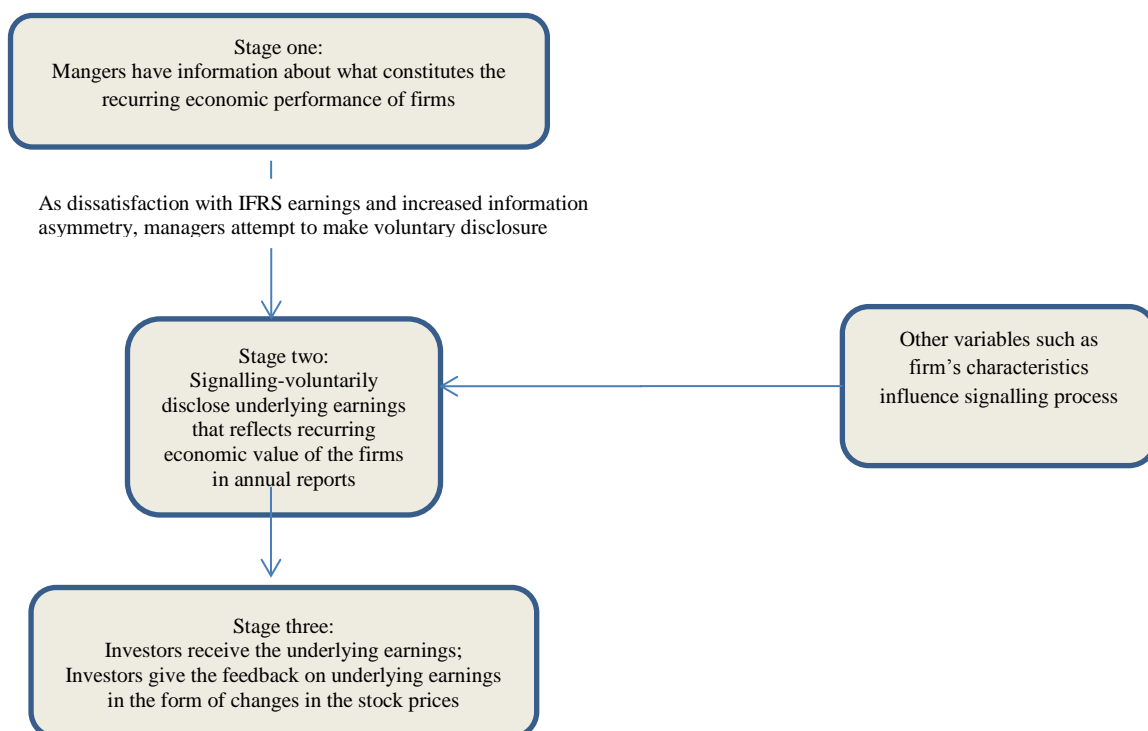 Stage one:
Mangers have information about what constitutes the
recurring economic performance of firms
As dissatisfaction with IFRS earnings and increased information
asymmetry, managers attempt to make voluntary disclosure
Stage two:
Signalling-voluntarily
disclose underlying earnings
that reflects recurring
economic value of the firms
in annual reports
Other variables such as
firm’s characteristics
influence signalling process
Stage three:
Investors receive the underlying earnings;
Investors give the feedback on underlying earnings
in the form of changes in the stock prices